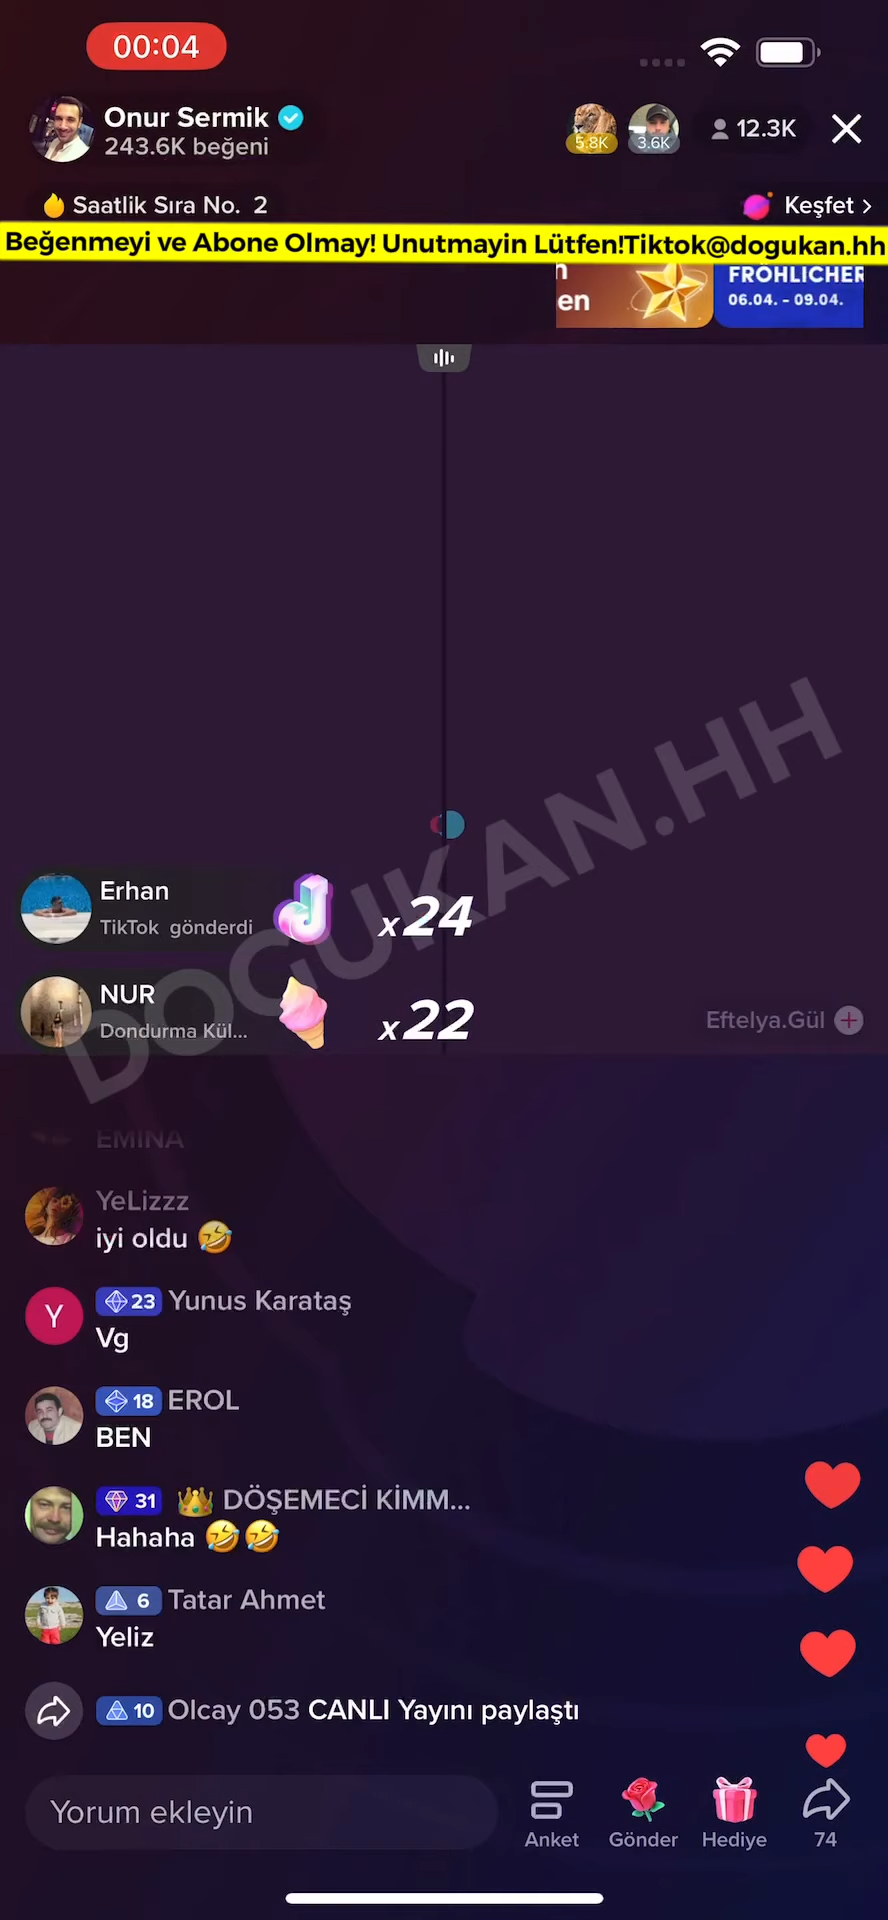 00:04
Onur Sermik
243.6K beğeni
5.8K
3.6K
12.3K
Saatlik Sıra No. 2
Keşfet >
Beğenmeyi ve Abone Olmay! Unutmayin Lütfen!Tiktok@dogukan.hh
en
FRÖHLICHER
06.04. - 09.04.
DOGUKAN.HH
Erhan
TikTok gönderdi
x24
NUR
Dondurma Kül...
x22
Eftelya.Gül
EMINA
YeLizzz
iyi oldu 🤣
Y
23 Yunus Karataş
Vg
18 EROL
BEN
31 👑 DÖŞEMECİ KİMM...
Hahaha 🤣🤣
6 Tatar Ahmet
Yeliz
10 Olcay 053 CANLI Yayını paylaştı
Yorum ekleyin
Anket
Gönder
Hediye
74